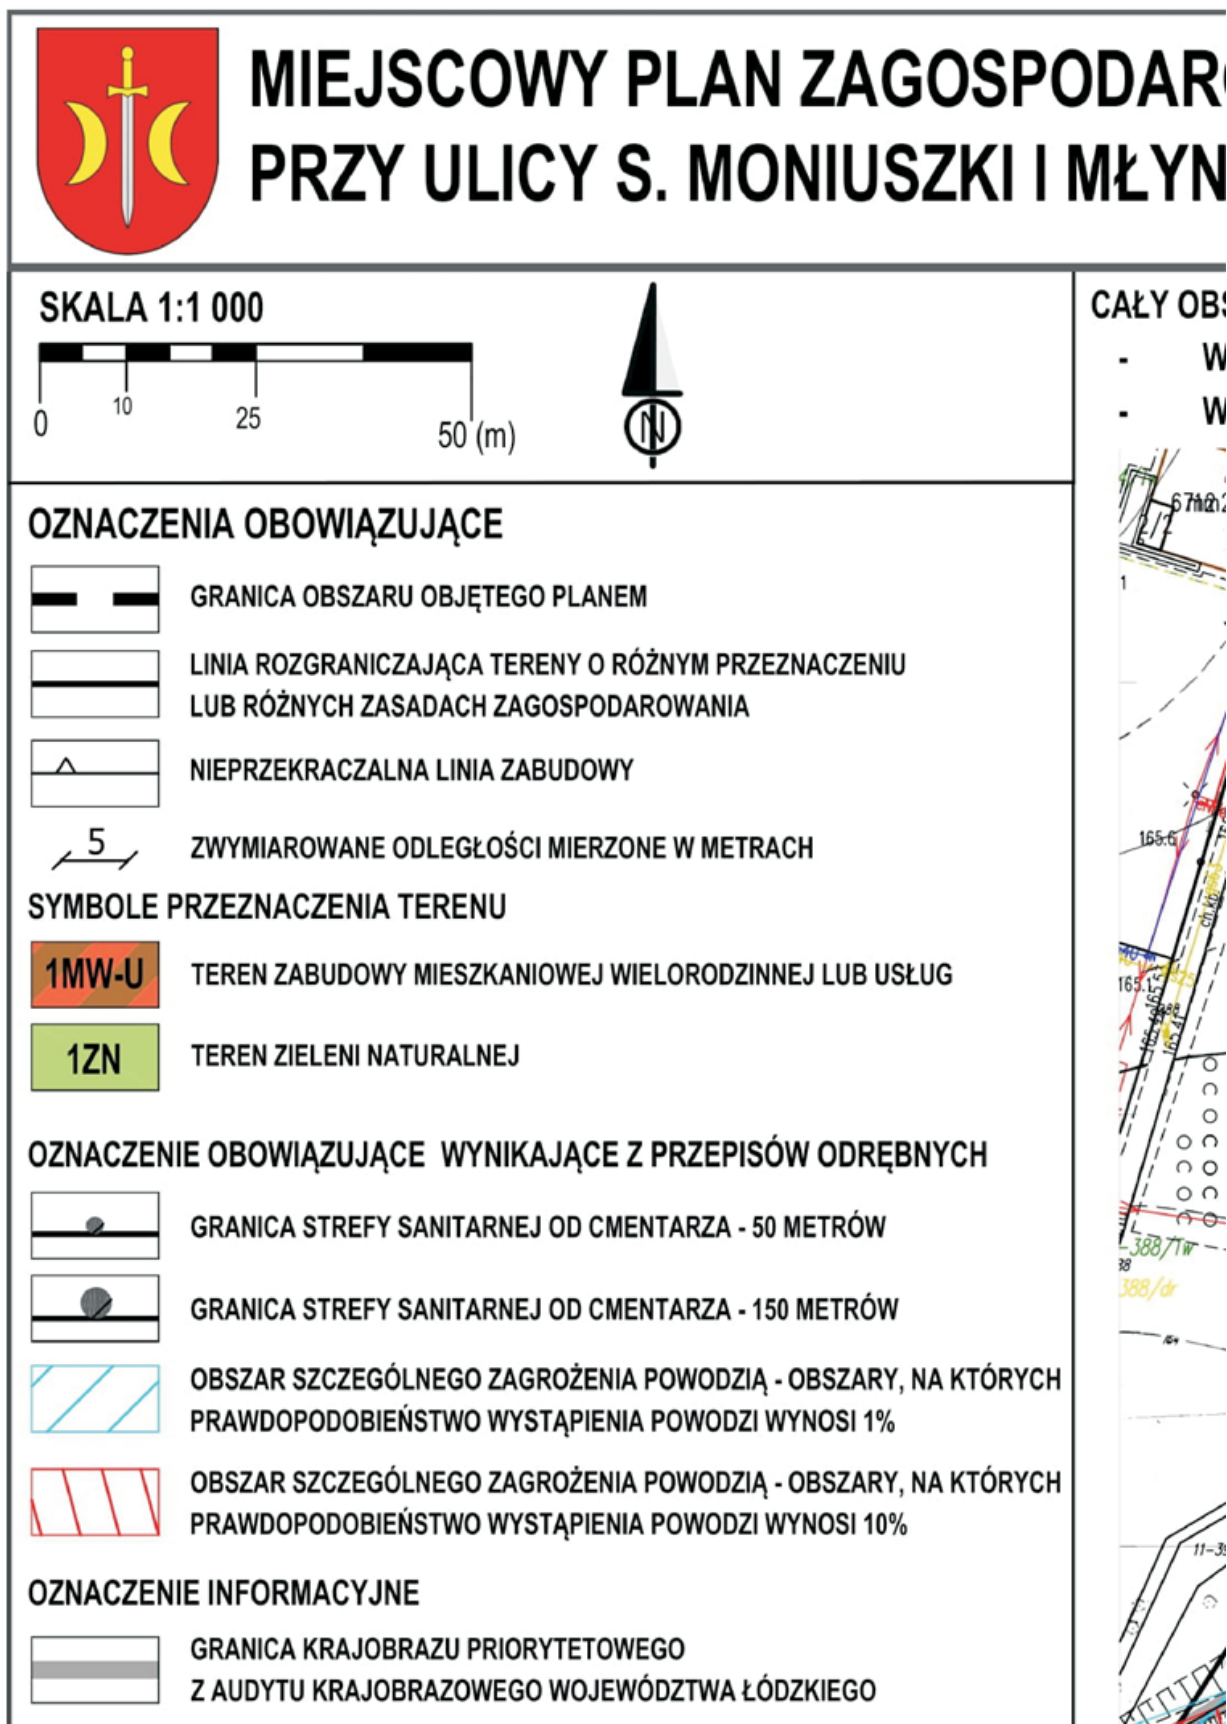 MIEJSCOWY PLAN
PRZY ULICY S. MONIUSZKI I
SKALA 1:1 000
0
10
25
50 (m)
N
OZNACZENIA OBOWIĄZUJĄCE
GRANICA OBSZARU OBJĘTEGO PLANEM
LINIA ROZGRANICZAJĄCA TERENY O RÓŻNYM PRZEZNACZENIU
LUB RÓŻNYCH ZASADACH ZAGOSPODAROWANIA
NIEPRZEKRACZALNA LINIA ZABUDOWY
5
ZWYMIAROWANE ODLEGŁOŚCI MIERZONE W METRACH
SYMBOLE PRZEZNACZENIA TERENU
1MW-U
TEREN ZABUDOWY MIESZKANIOWEJ WIELORODZINNEJ LUB USŁUG
1ZN
TEREN ZIELENI NATURALNEJ
OZNACZENIE OBOWIĄZUJĄCE WYNIKAJĄCE Z PRZEPISÓW ODRĘBNYCH
GRANICA STREFY SANITARNEJ OD CMENTARZA - 50 METRÓW
GRANICA STREFY SANITARNEJ OD CMENTARZA - 150 METRÓW
OBSZAR SZCZEGÓLNEGO ZAGROŻENIA POWODZIĄ - OBSZARY, NA KTÓRYCH
PRAWDOPODOBIEŃSTWO WYSTĄPIENIA POWODZI WYNOSI 1%
OBSZAR SZCZEGÓLNEGO ZAGROŻENIA POWODZIĄ - OBSZARY, NA KTÓRYCH
PRAWDOPODOBIEŃSTWO WYSTĄPIENIA POWODZI WYNOSI 10%
OZNACZENIE INFORMACYJNE
GRANICA KRAJOBRAZU PRIORYTETOWEGO
Z AUDYTU KRAJOBRAZOWEGO WOJEWÓDZTWA ŁÓDZKIEGO
CAŁY
165.6
388/Tw
388/dr